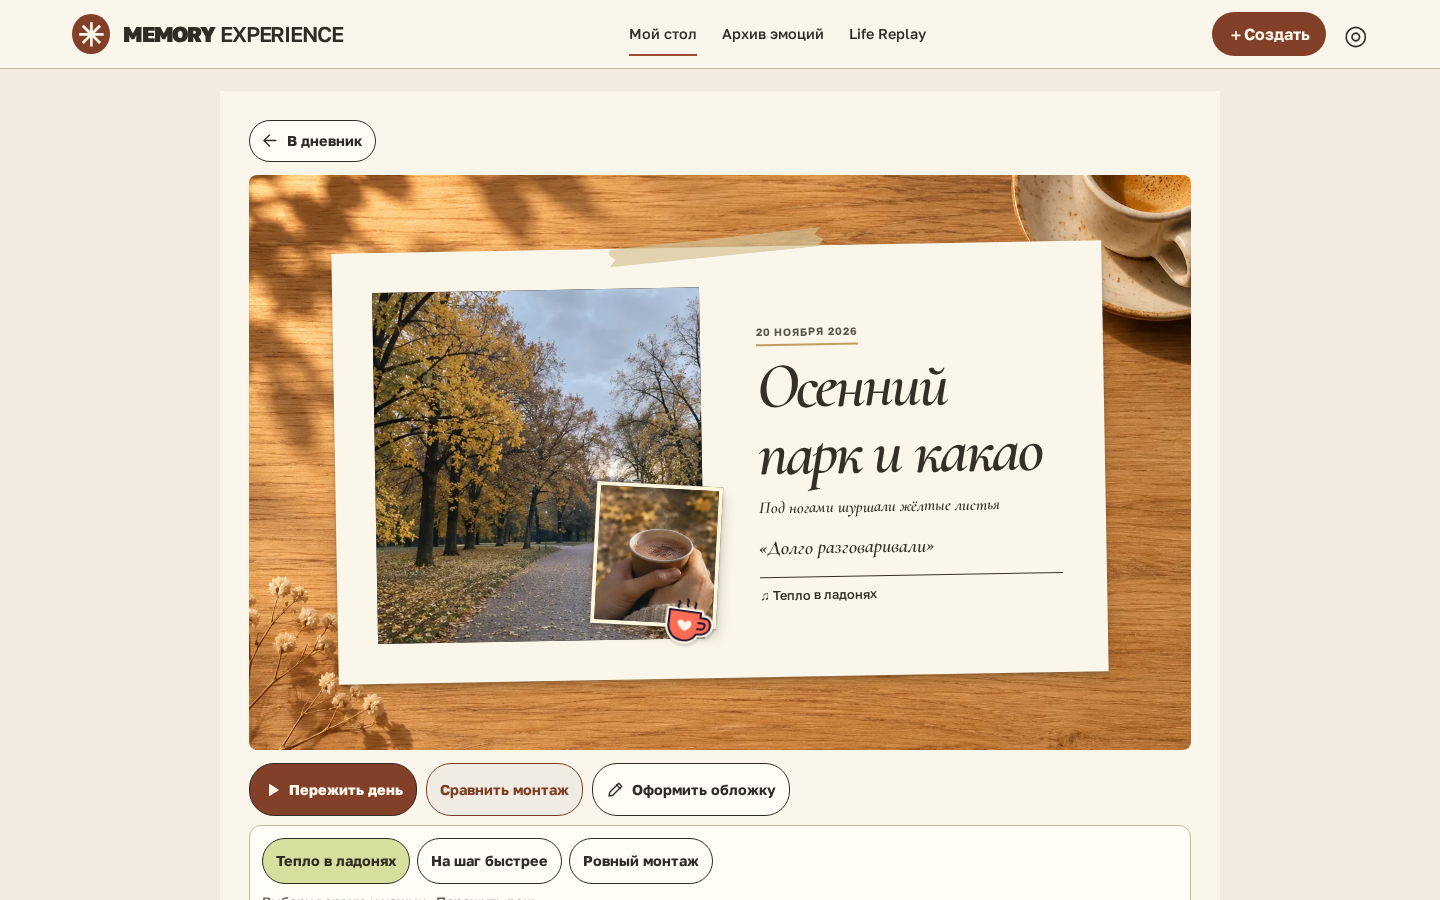 MEMORY EXPERIENCE
Мой стол
Архив эмоций
Life Replay
+ Создать
В дневник
20 НОЯБРЯ 2026
Осенний
парк и какао
Под ногами шуршали жёлтые листья
«Долго разговаривали»
♫ Тепло в ладонях
Пережить день
Сравнить монтаж
Оформить обложку
Тепло в ладонях
На шаг быстрее
Ровный монтаж